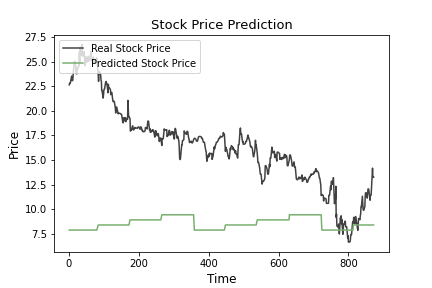 Stock Price Prediction
27.5
25.0
22.5
20.0
17.5
15.0
12.5
10.0
7.5
Price
Real Stock Price
Predicted Stock Price
0
200
400
600
800
Time